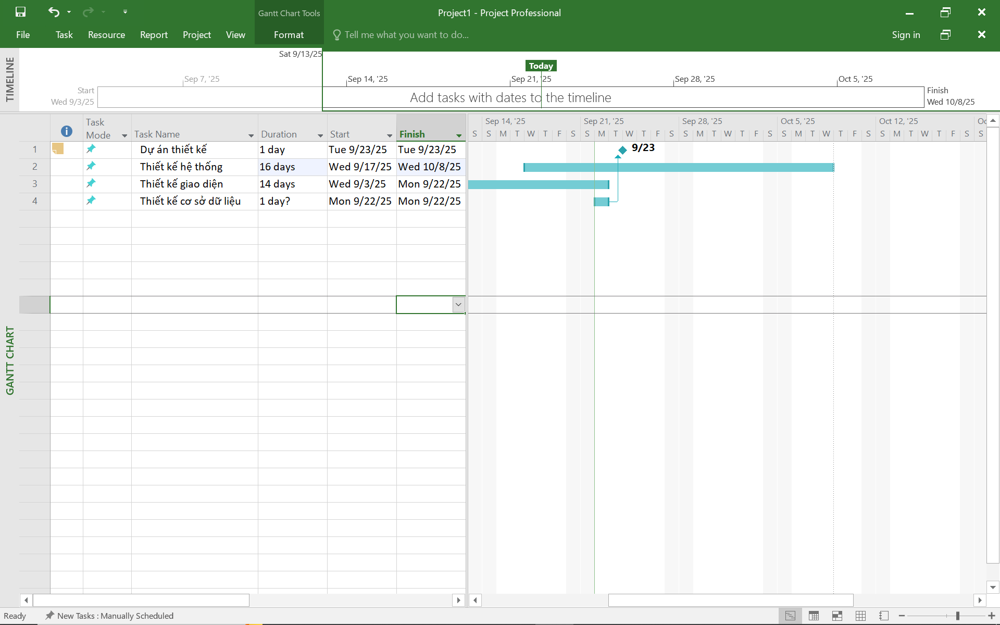 Gantt Chart Tools
Project1 - Project Professional
File Task Resource Report Project View Format Tell me what you want to do... Sign in
TIMELINE
Sat 9/13/25
Today
Sep 7, '25 Sep 14, '25 Sep 21, '25 Sep 28, '25 Oct 5, '25
Start
Wed 9/3/25
Add tasks with dates to the timeline
Finish
Wed 10/8/25
GANTT CHART
Task Mode Task Name Duration Start Finish
Sep 14, '25 Sep 21, '25 Sep 28, '25 Oct 5, '25 Oct 12, '25 Oc
S S M T W T F S S M T W T F S S M T W T F S S M T W T F S S M T W T F S S
1 Dự án thiết kế 1 day Tue 9/23/25 Tue 9/23/25
2 Thiết kế hệ thống 16 days Wed 9/17/25 Wed 10/8/25
3 Thiết kế giao diện 14 days Wed 9/3/25 Mon 9/22/25
4 Thiết kế cơ sở dữ liệu 1 day? Mon 9/22/25 Mon 9/22/25
9/23
Ready New Tasks : Manually Scheduled